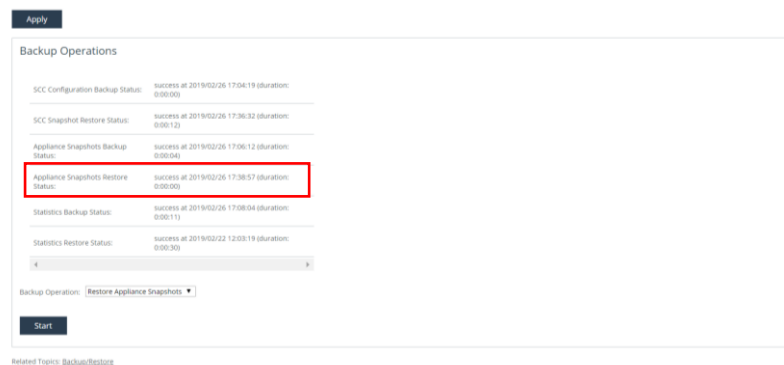 Apply
Backup Operations
SCC Configuration Backup Status: success at 2019/02/26 17:04:19 (duration:
0:00:00)
SCC Snapshot Restore Status: success at 2019/02/26 17:36:32 (duration:
0:00:12)
Appliance Snapshots Backup success at 2019/02/26 17:06:12 (duration:
Status: 0:00:04)
Appliance Snapshots Restore success at 2019/02/26 17:38:57 (duration:
Status: 0:00:00)
Statistics Backup Status: success at 2019/02/26 17:08:04 (duration:
0:00:11)
Statistics Restore Status: success at 2019/02/22 12:03:19 (duration:
0:00:30)
Backup Operation: Restore Appliance Snapshots
Start
Related Topics: Backup/Restore